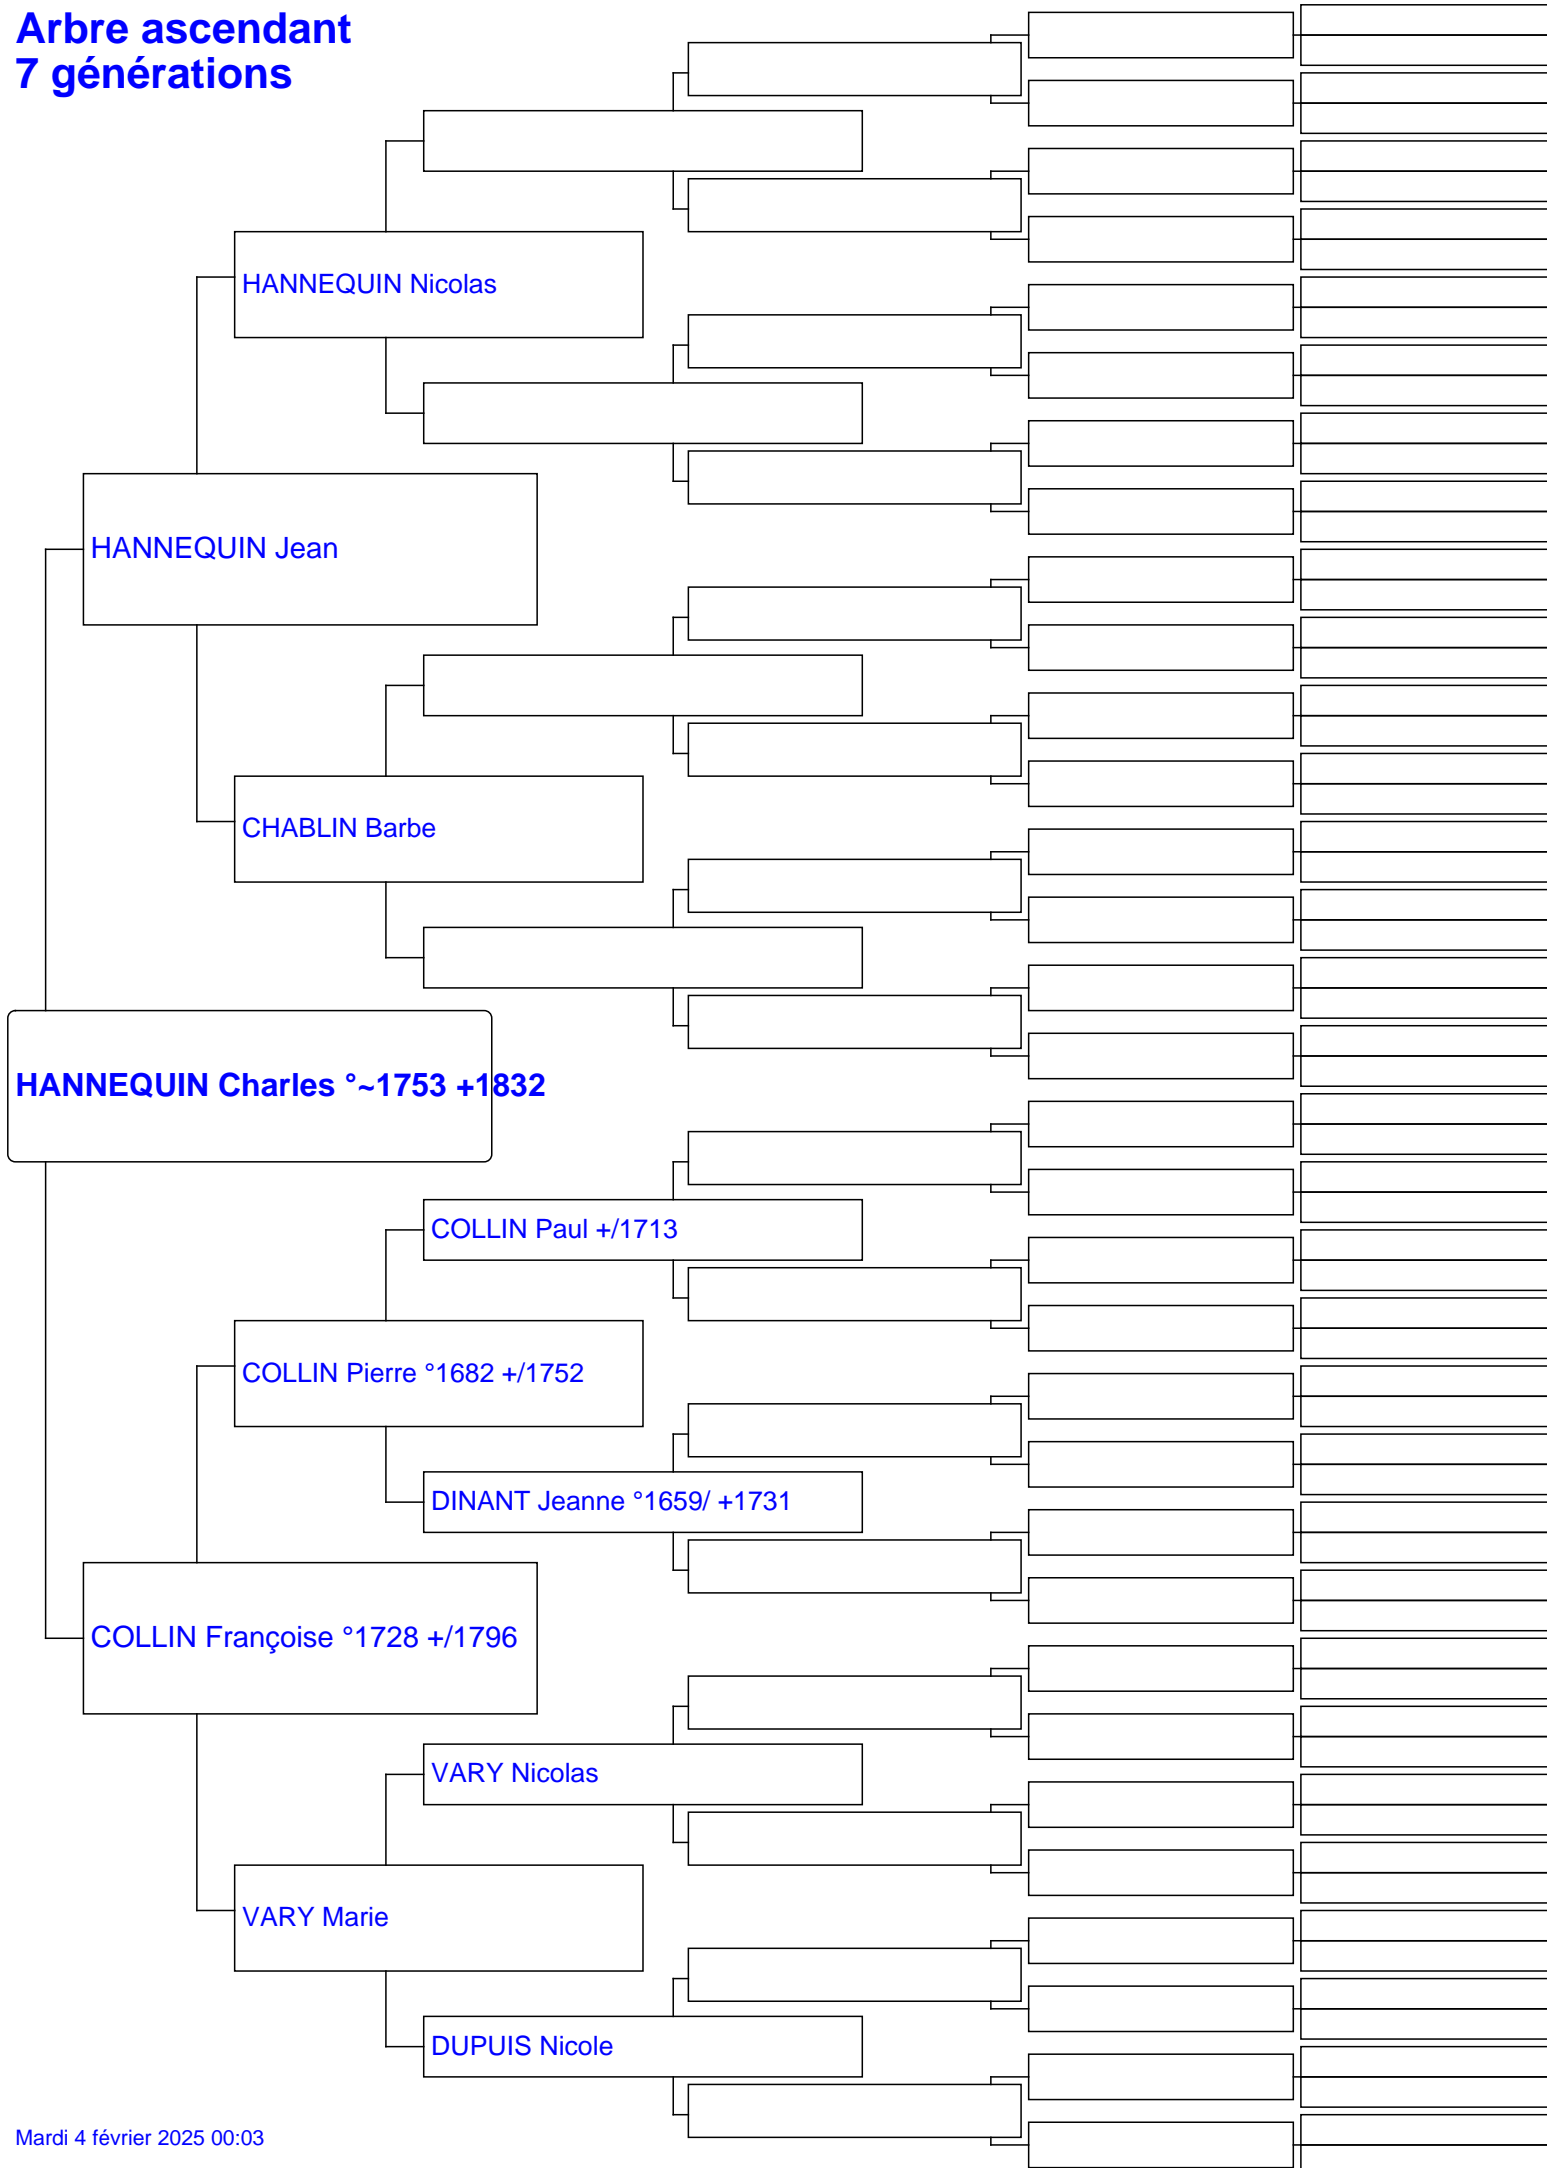 Arbre ascendant
7 générations
HANNEQUIN Nicolas
HANNEQUIN Jean
CHABLIN Barbe
HANNEQUIN Charles °~1753 +1832
COLLIN Paul +/1713
COLLIN Pierre °1682 +/1752
DINANT Jeanne °1659/ +1731
COLLIN Françoise °1728 +/1796
VARY Nicolas
VARY Marie
DUPUIS Nicole
Mardi 4 février 2025 00:03